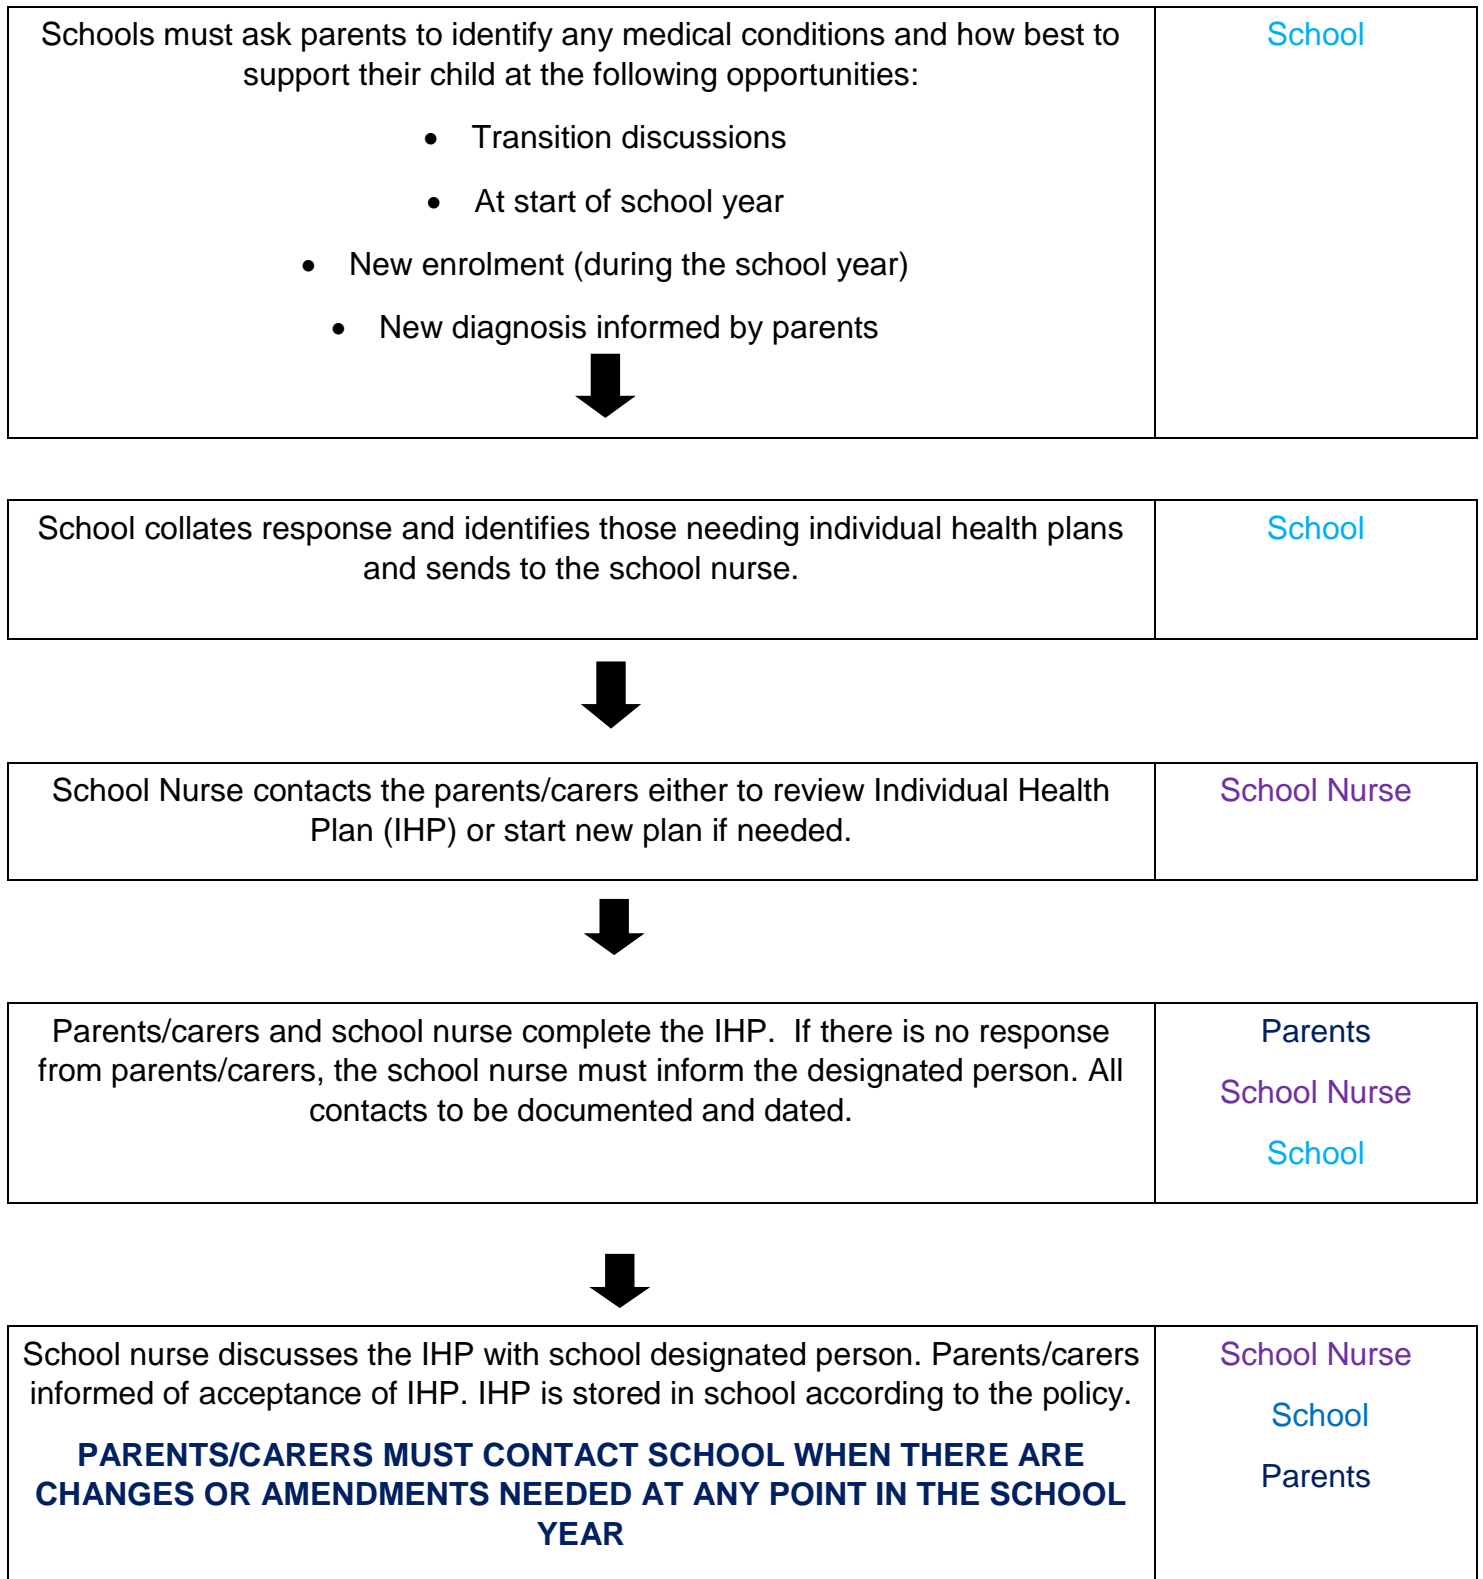 Schools must ask parents to identify any medical conditions and how best to
support their child at the following opportunities:
• Transition discussions
• At start of school year
• New enrolment (during the school year)
• New diagnosis informed by parents
School
School collates response and identifies those needing individual health plans
and sends to the school nurse.
School
School Nurse contacts the parents/carers either to review Individual Health
Plan (IHP) or start new plan if needed.
School Nurse
Parents/carers and school nurse complete the IHP.  If there is no response
from parents/carers, the school nurse must inform the designated person. All
contacts to be documented and dated.
Parents
School Nurse
School
School nurse discusses the IHP with school designated person. Parents/carers
informed of acceptance of IHP. IHP is stored in school according to the policy.
PARENTS/CARERS MUST CONTACT SCHOOL WHEN THERE ARE
CHANGES OR AMENDMENTS NEEDED AT ANY POINT IN THE SCHOOL
YEAR
School Nurse
School
Parents